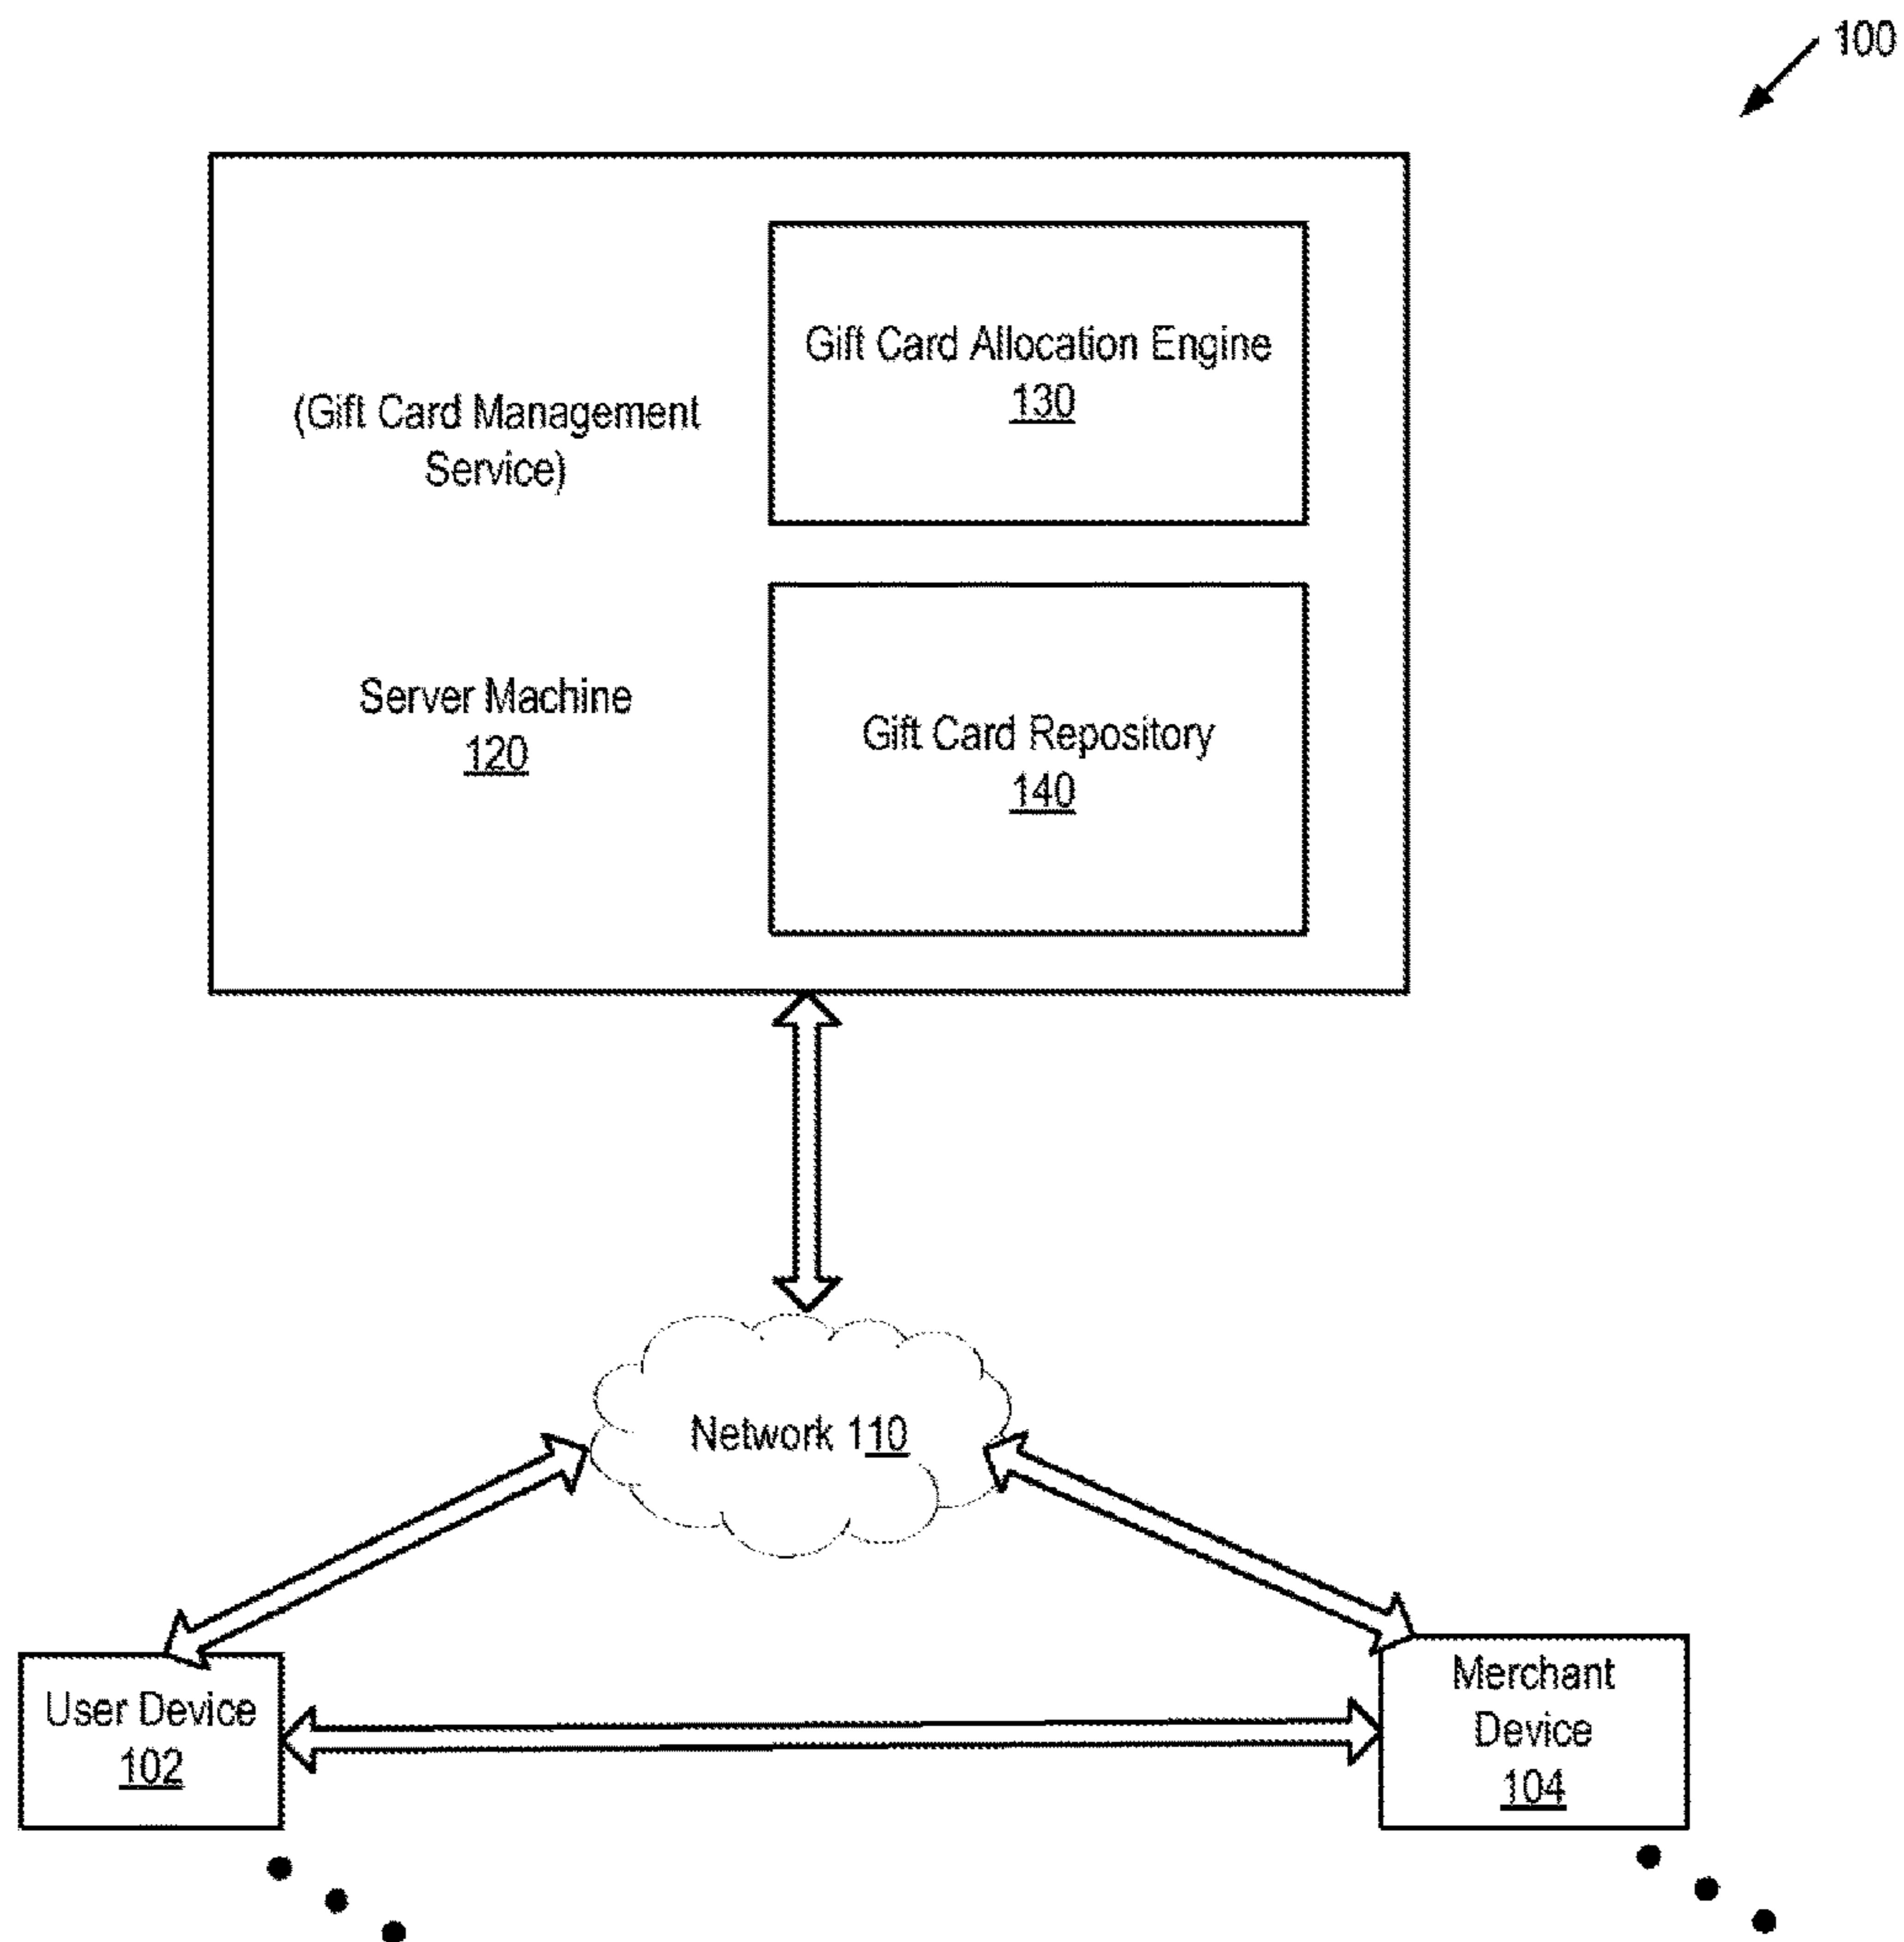 100
Gift Card Allocation Engine
130
(Gift Card Management
Service)
Server Machine
120
Gift Card Repository
140
Network 110
User Device
102
Merchant
Device
104